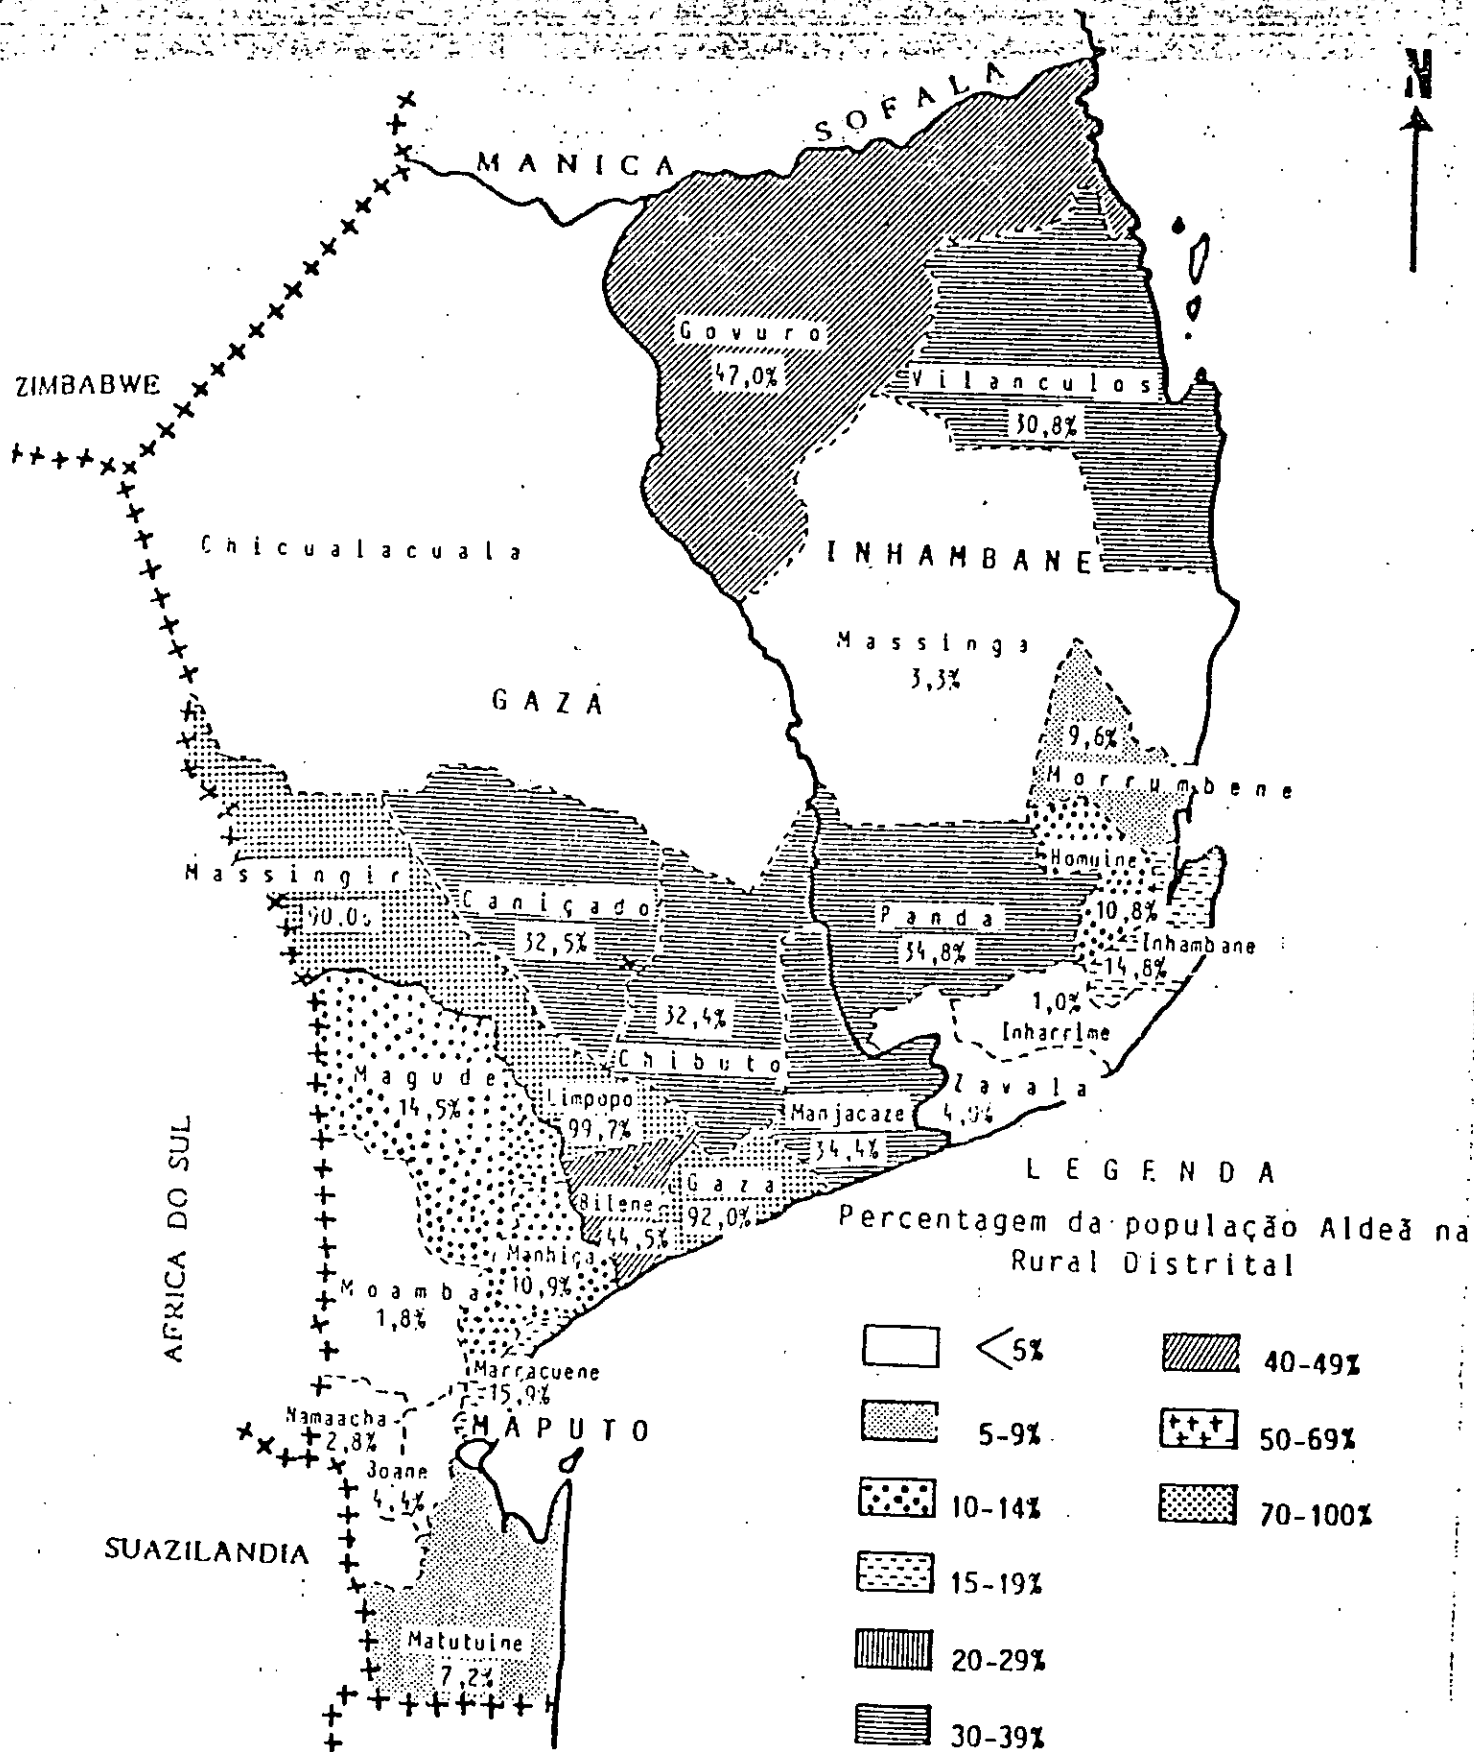 N
SOFALA
MANICA
Govuro
47,0%
ZIMBABWE
Vilanculos
30,8%
Chicualacuala
INHAMBANE
Massinga
3,3%
GAZA
9,6%
Morrumbene
Homuine
Massingir
Caniçado
32,5%
Panda
34,8%
10,8%
Inhambane
14,8%
1,0%
Inharrime
32,4%
Chibuto
Magude
14,5%
Limpopo
99,7%
Zavala
Manjacaze
34,4%
AFRICA DO SUL
Gaza
92,0%
Bilene
44,5%
Manhiça
10,9%
Moamba
1,8%
Marracuene
15,9%
Namaacha
2,8%
MAPUTO
Boane
4,4%
SUAZILANDIA
Matutuine
7,2%
LEGENDA
Percentagem da população Aldeã na
Rural Distrital
<5%
5-9%
10-14%
15-19%
20-29%
30-39%
40-49%
50-69%
70-100%